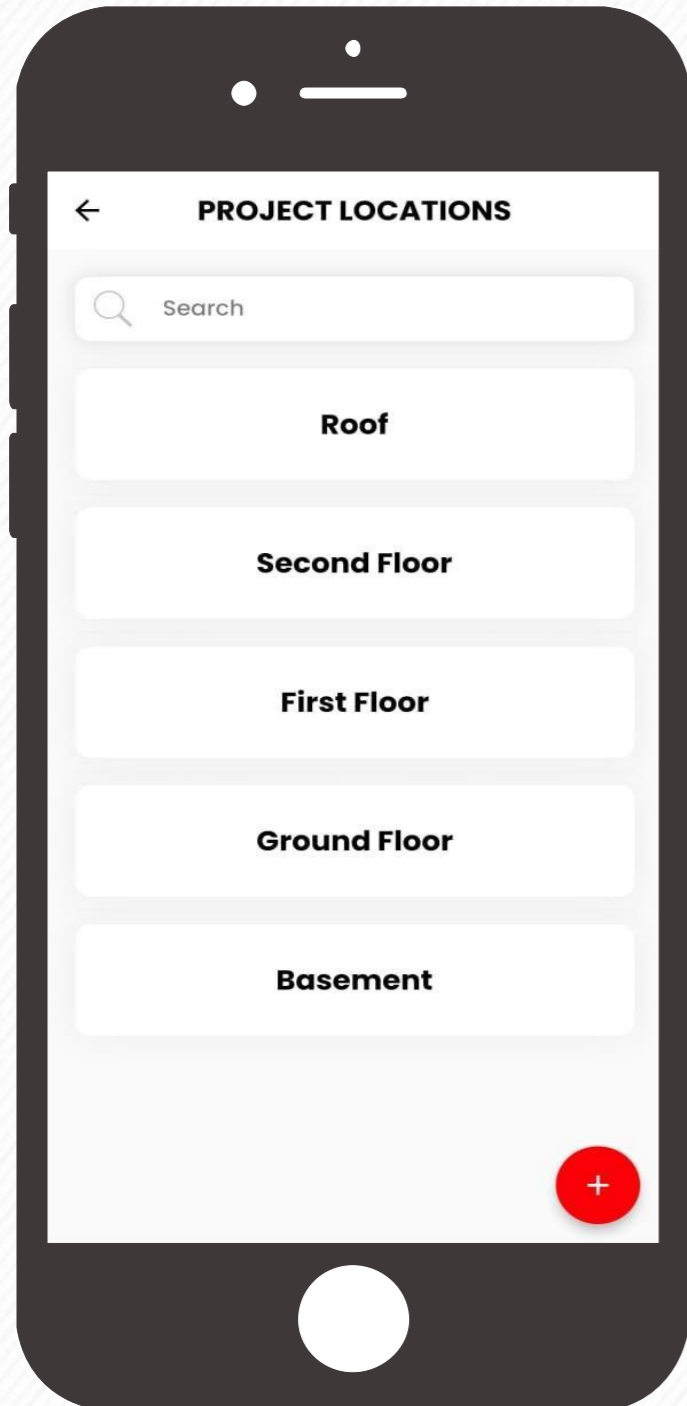 PROJECT LOCATIONS
Search
Roof
Second Floor
First Floor
Ground Floor
Basement